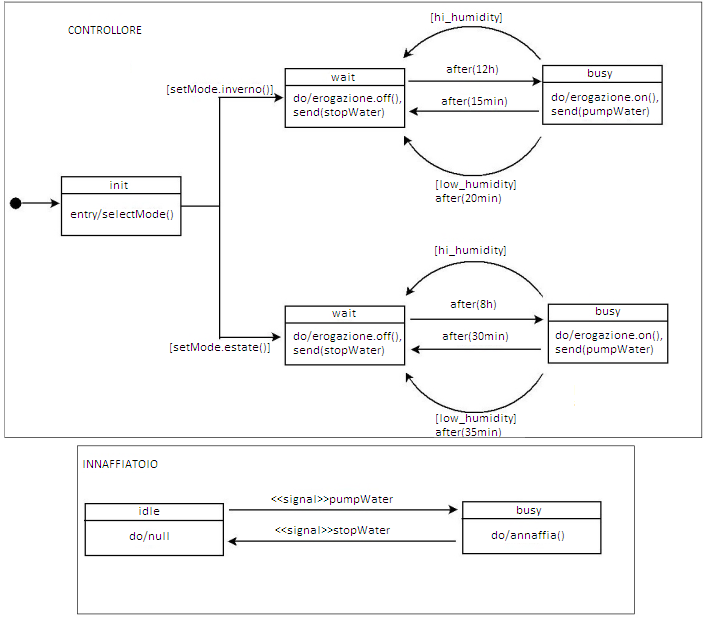 CONTROLLORE
[hi_humidity]
[setMode.inverno()]
wait
do/erogazione.off(),
send(stopWater)
after(12h)
after(15min)
busy
do/erogazione.on(),
send(pumpWater)
[low_humidity]
after(20min)
init
entry/selectMode()
[hi_humidity]
[setMode.estate()]
wait
do/erogazione.off(),
send(stopWater)
after(8h)
after(30min)
busy
do/erogazione.on(),
send(pumpWater)
[low_humidity]
after(35min)
INNAFFIATOIO
idle
do/null
<<signal>>pumpWater
<<signal>>stopWater
busy
do/annaffia()